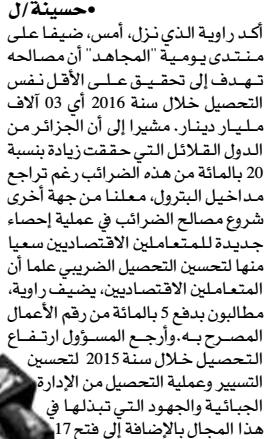 •حسينة/ل
أكد راوية الذي نزل، أمس، ضيفا على
منتدى يومية "المجاهد" أن مصالحه
تهدف إلى تحقيق على الأقل نفس
التحصيل خلال سنة 2016 أي 03 آلاف
مليار دينار. مشيرا إلى أن الجزائر من
الدول القلائل التي حققت زيادة بنسبة
20 بالمائة من هذه الضرائب رغم تراجع
مداخيل البترول، معلنا من جهة أخرى
شروع مصالح الضرائب في عملية إحصاء
جديدة للمتعاملين الاقتصاديين سعيا
منها لتحسين التحصيل الضريبي علما أن
المتعاملين الاقتصاديين، يضيف راوية،
مطالبون بدفع 5 بالمائة من رقم الأعمال
المصرح به.وأرجع المسؤول ارتفاع
التحصيل خلال سنة 2015 لتحسين
التسيير وعملية التحصيل من الإدارة
الجبائية والجهود التي تبذلها في
هذا المجال بالإضافة إلى فتح 17